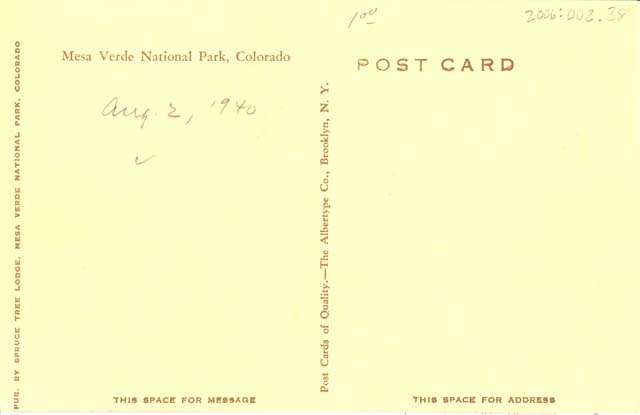 1 00
2006:002.38
Mesa Verde National Park, Colorado
POST CARD
Aug. 2, 1940
PUB. BY SPRUCE TREE LODGE, MESA VERDE NATIONAL PARK, COLORADO
Post Cards of Quality.—The Albertype Co., Brooklyn, N. Y.
THIS SPACE FOR MESSAGE
THIS SPACE FOR ADDRESS